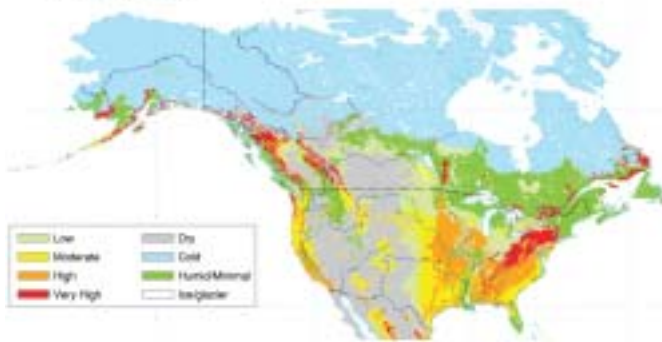 Low
Moderate
High
Very High
Dry
Cold
Humid/Minimal
Ice/glacier